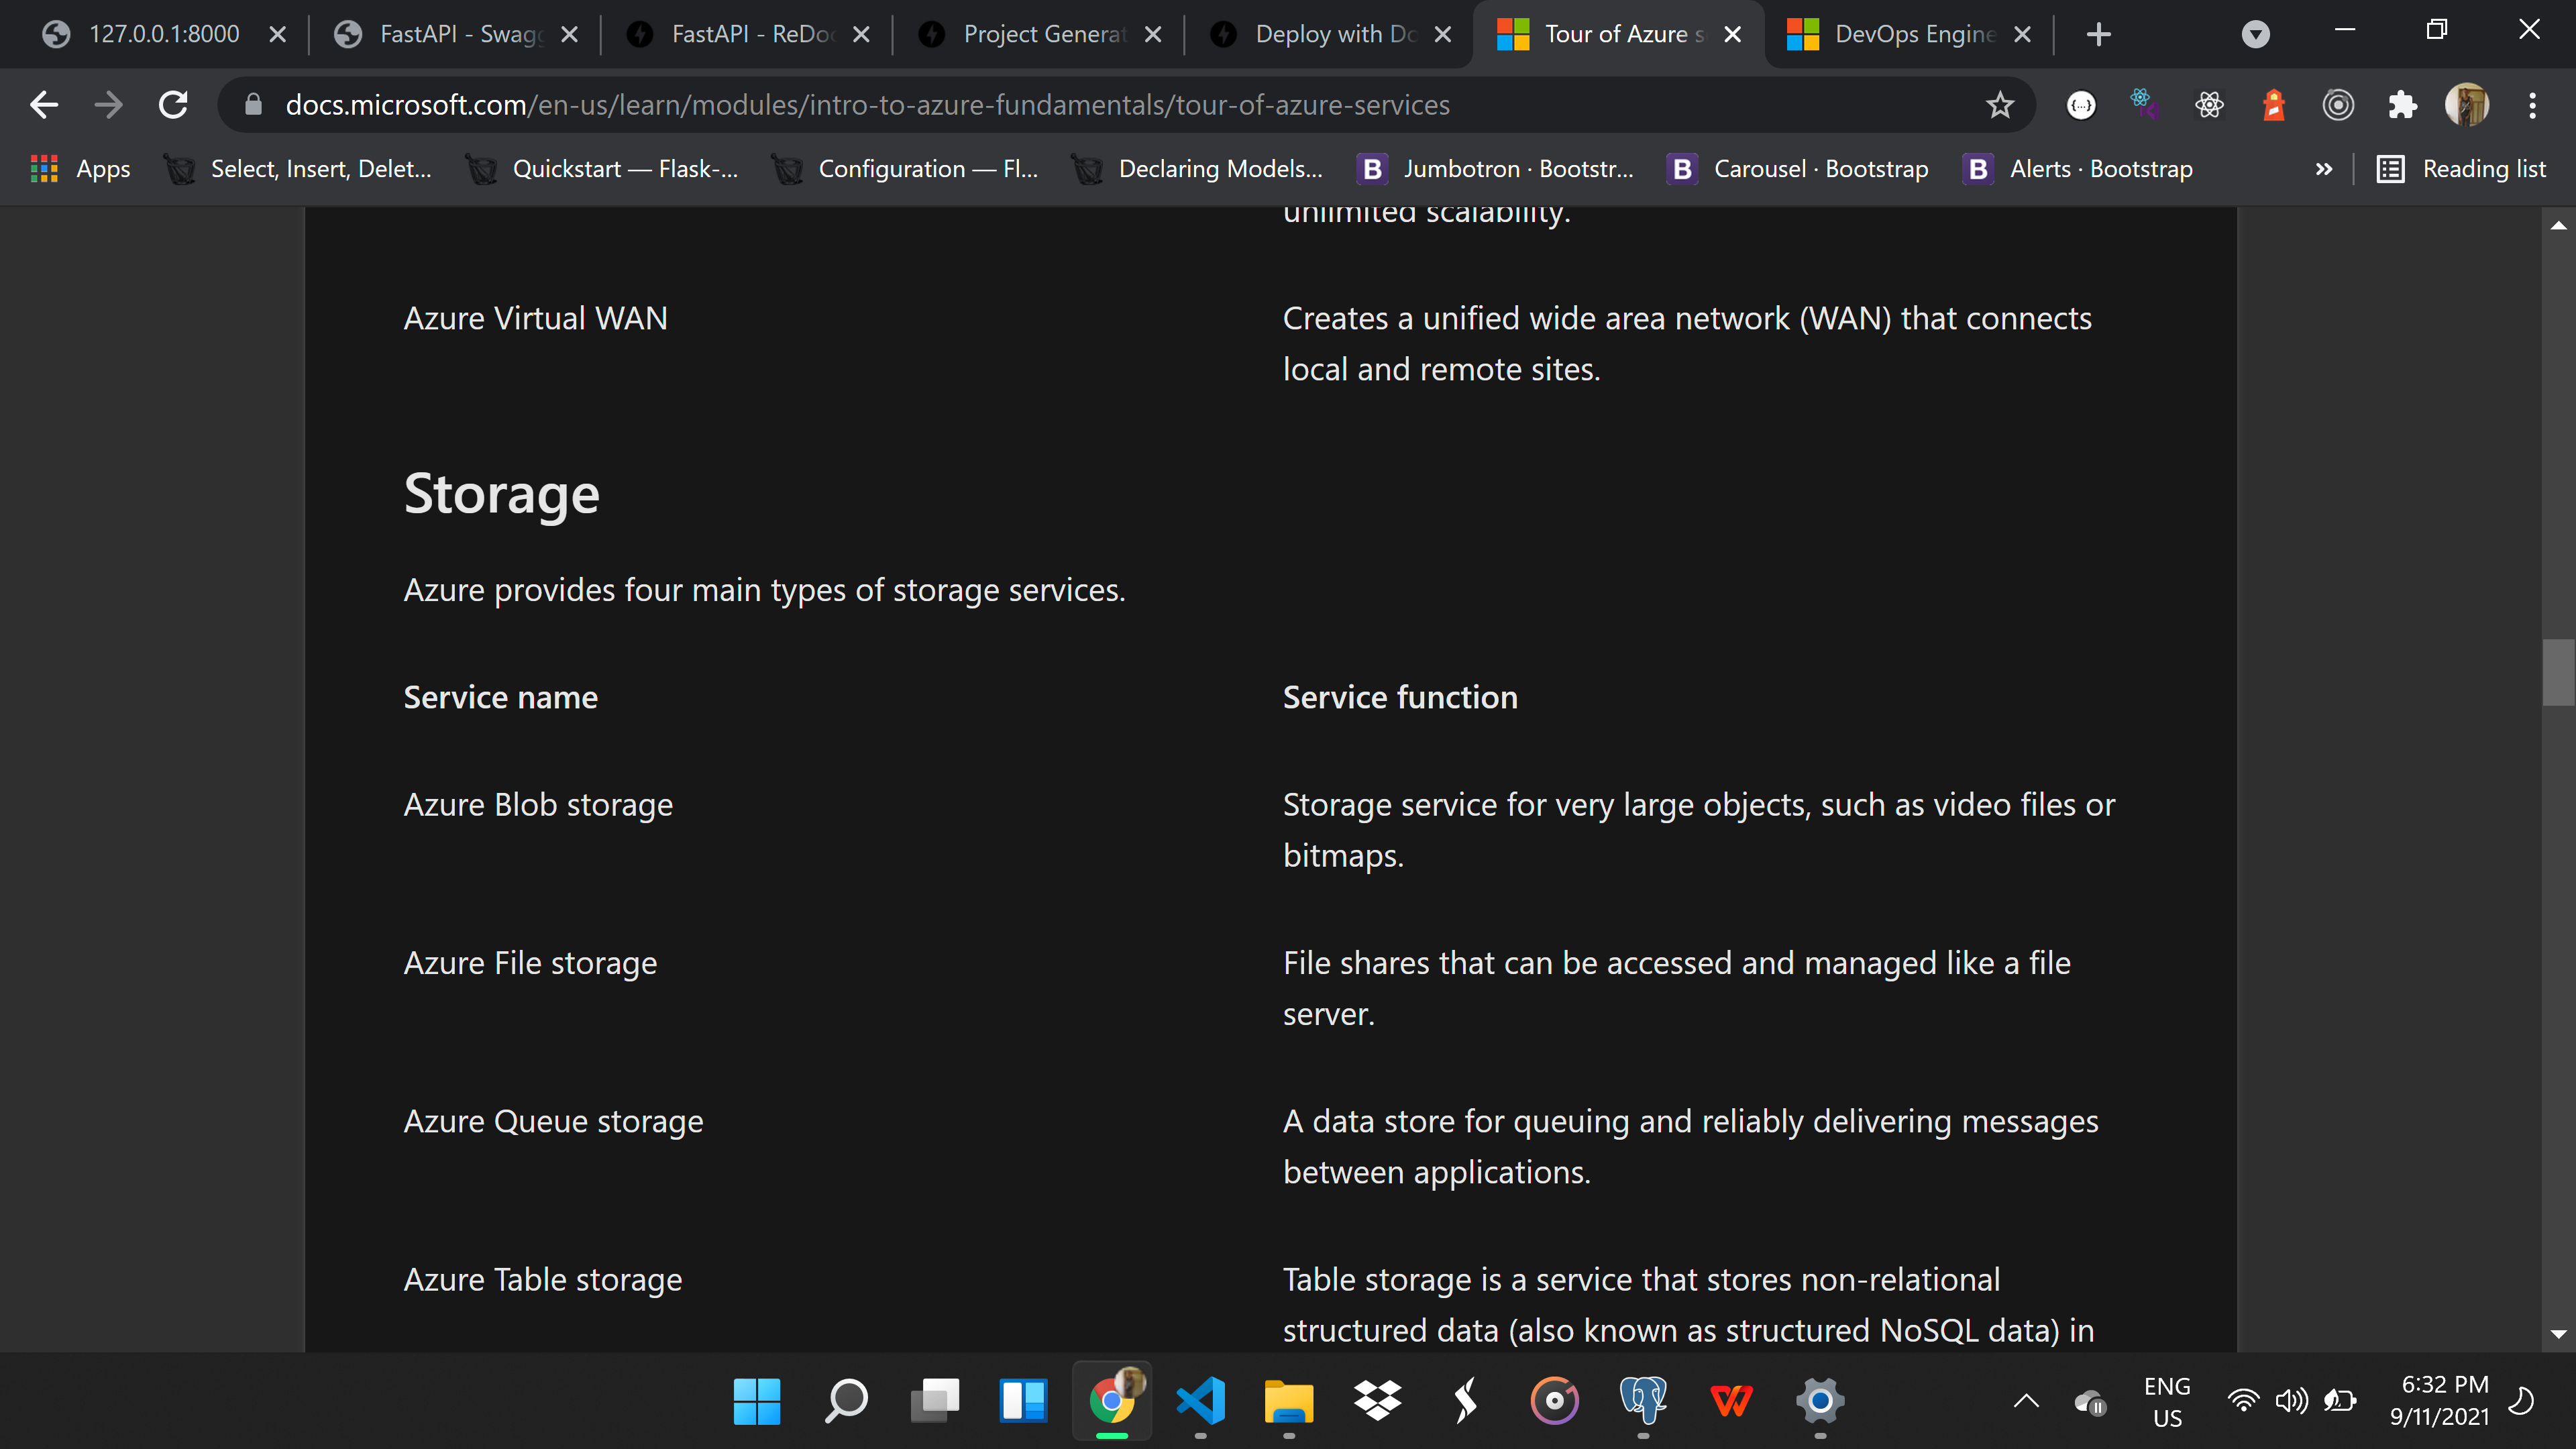 127.0.0.1:8000
FastAPI - Swagg
FastAPI - ReDoc
Project Generat
Deploy with Do
Tour of Azure s
DevOps Engine
docs.microsoft.com/en-us/learn/modules/intro-to-azure-fundamentals/tour-of-azure-services
Apps
Select, Insert, Delet...
Quickstart — Flask-...
Configuration — Fl...
Declaring Models...
B Jumbotron · Bootstr...
B Carousel · Bootstrap
B Alerts · Bootstrap
»
Reading list
unlimited scalability.
Azure Virtual WAN
Creates a unified wide area network (WAN) that connects
local and remote sites.
Storage
Azure provides four main types of storage services.
Service name
Service function
Azure Blob storage
Storage service for very large objects, such as video files or
bitmaps.
Azure File storage
File shares that can be accessed and managed like a file
server.
Azure Queue storage
A data store for queuing and reliably delivering messages
between applications.
Azure Table storage
Table storage is a service that stores non-relational
structured data (also known as structured NoSQL data) in
ENG
US
6:32 PM
9/11/2021